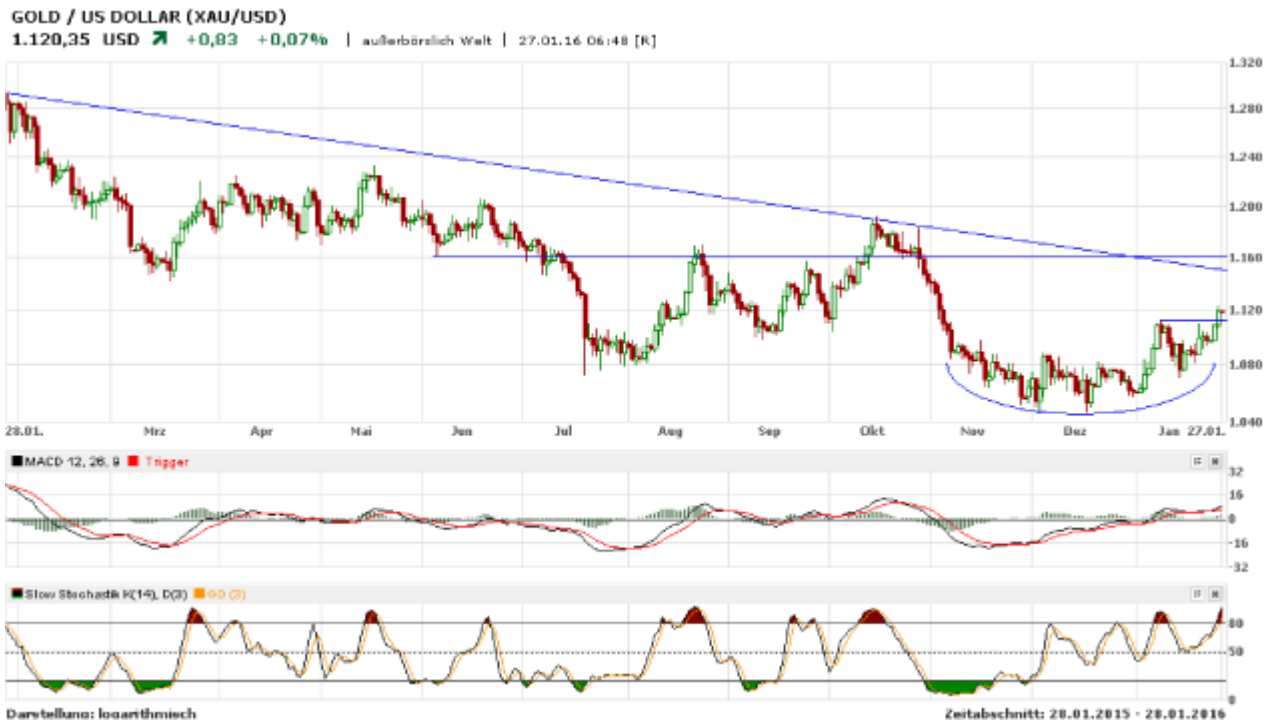 GOLD / US DOLLAR (XAU/USD)
1.120,35 USD +0,83 +0,07% | außerbörslich Welt | 27.01.16 06:48 [R]
1.320
1.280
1.240
1.200
1.160
1.120
1.080
1.040
28.01. Mrz Apr Mai Jun Jul Aug Sep Okt Nov Dez Jan 27.01.
MACD 12, 26, 9 Trigger
32
16
0
-16
-32
Slow Stochastik K(14), D(3) GD (3)
80
50
0
Darstellung: logarithmisch Zeitabschnitt: 28.01.2015 - 28.01.2016